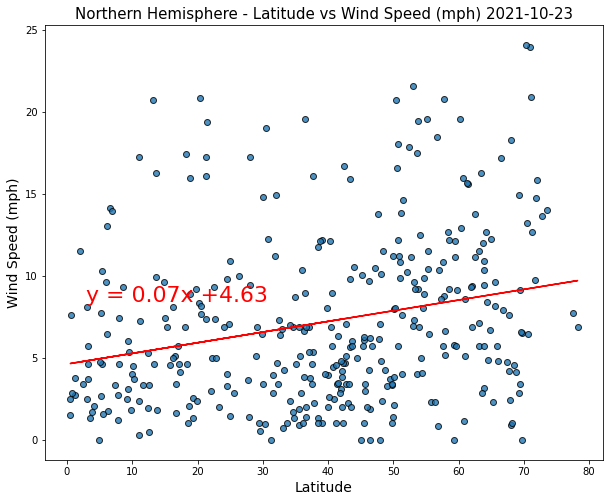 Northern Hemisphere - Latitude vs Wind Speed (mph) 2021-10-23
25
20
15
10
5
0
Wind Speed (mph)
y = 0.07x +4.63
0 10 20 30 40 50 60 70 80
Latitude